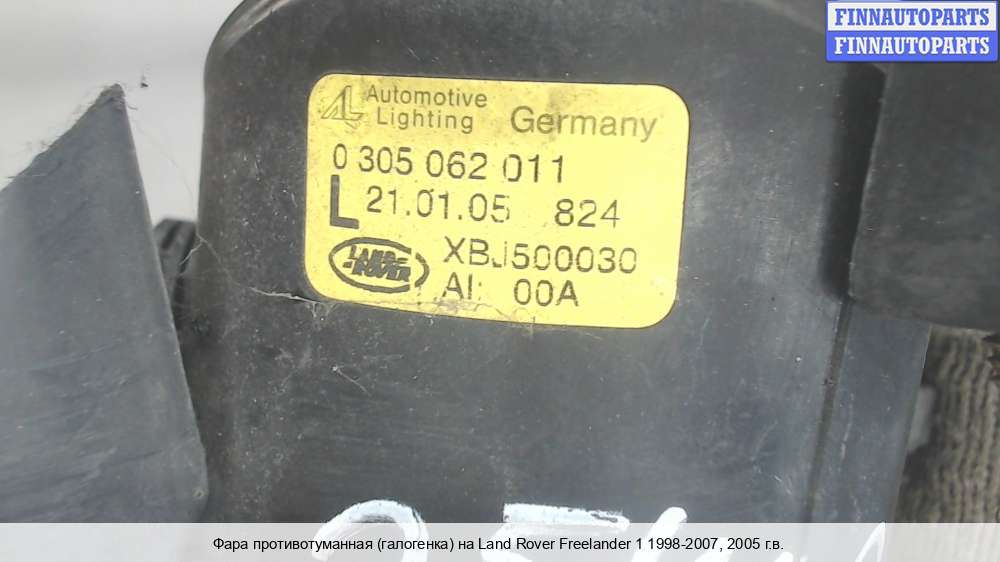 FINNAUTOPARTS
FINNAUTOPARTS
AL Automotive
Lighting Germany
0 305 062 011
L 21.01.05 824
LAND ROVER
XBJ500030
AI: 00A
Фара противотуманная (галогенка) на Land Rover Freelander 1 1998-2007, 2005 г.в.